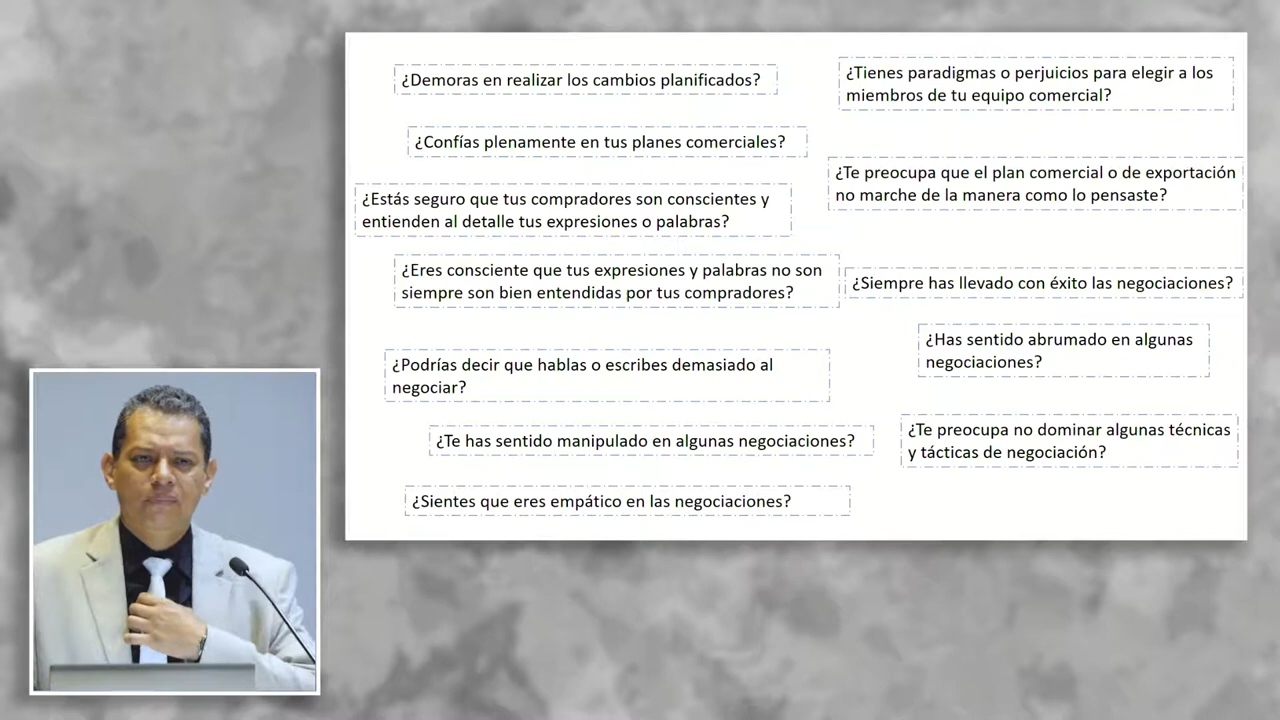 ¿Demoras en realizar los cambios planificados?
¿Confías plenamente en tus planes comerciales?
¿Estás seguro que tus compradores son conscientes y
entienden al detalle tus expresiones o palabras?
¿Eres consciente que tus expresiones y palabras no son
siempre son bien entendidas por tus compradores?
¿Podrías decir que hablas o escribes demasiado al
negociar?
¿Te has sentido manipulado en algunas negociaciones?
¿Sientes que eres empático en las negociaciones?
¿Tienes paradigmas o perjuicios para elegir a los
miembros de tu equipo comercial?
¿Te preocupa que el plan comercial o de exportación
no marche de la manera como lo pensaste?
¿Siempre has llevado con éxito las negociaciones?
¿Has sentido abrumado en algunas
negociaciones?
¿Te preocupa no dominar algunas técnicas
y tácticas de negociación?